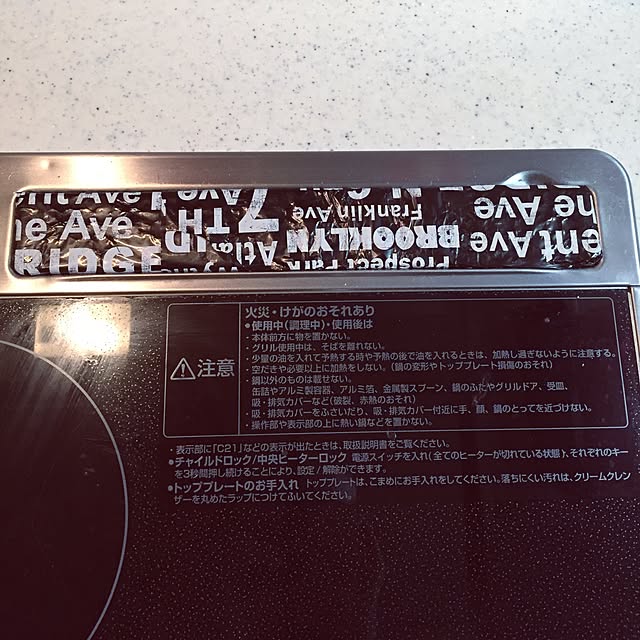 ent Ave
7TH
Ave
Franklin Ave
ne Ave
RIDGE
Atla
BROOKLYN
Prospect Park
ent Ave
Ave
注意
火災・けがのおそれあり
●使用中(調理中)・使用後は
・本体前方に物を置かない。
・グリル使用中は、そばを離れない。
・少量の油を入れて予熱する時や予熱の後で油を入れるときは、加熱し過ぎないように注意する。
・空だきや必要以上に加熱をしない。(鍋の変形やトッププレート損傷のおそれ)
・鍋以外のものは載せない。
缶詰やアルミ製容器、アルミ箔、金属製スプーン、鍋のふたやグリルドア、受皿、
吸・排気カバーなど(破裂、赤熱のおそれ)
・吸・排気カバーをふさいだり、吸・排気カバー付近に手、顔、鍋のとってを近づけない。
・操作部や表示部の上に熱い鍋などを置かない。
・表示部に「C21」などの表示が出たときは、取扱説明書をご覧ください。
●チャイルドロック/中央ヒーターロック 電源スイッチを入れ(全てのヒーターが切れている状態)、それぞれのキー
を3秒間押し続けることにより、設定/解除ができます。
●トッププレートのお手入れ トッププレートは、こまめにお手入れをしてください。落ちにくい汚れは、クリームクレン
ザーを丸めたラップにつけてふいてください。